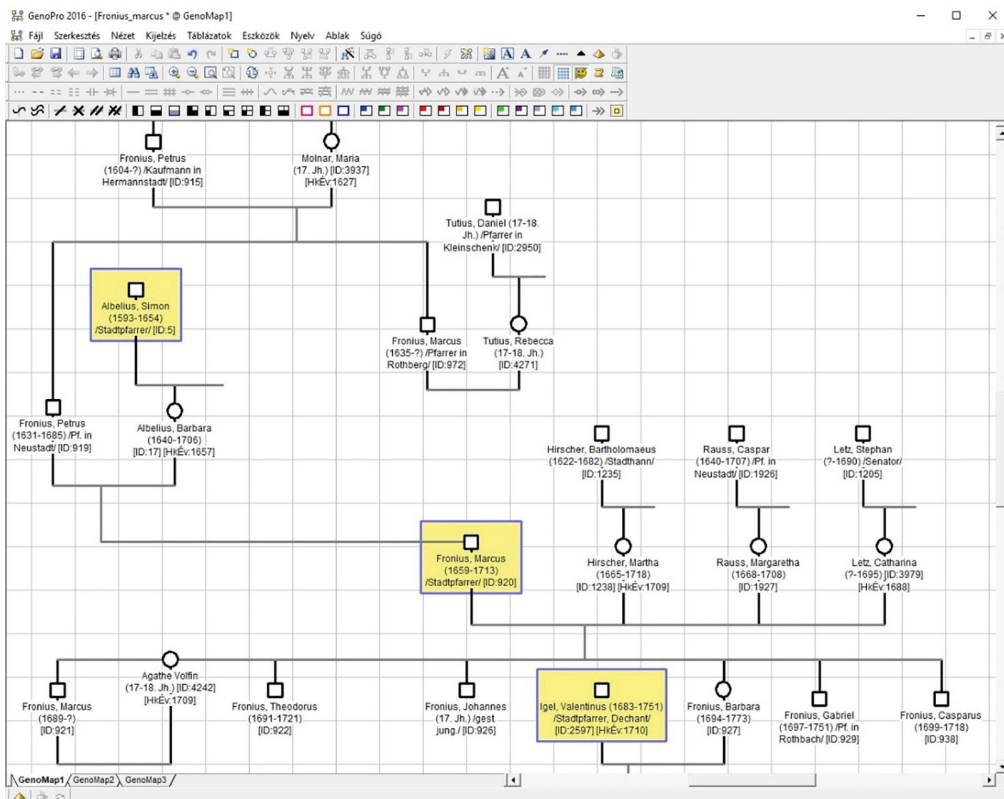 GenoPro 2016 - [Fronius_marcus * @ GenoMap1]
Fájl Szerkesztés Nézet Kijelzés Táblázatok Eszközök Nyelv Ablak Súgó
Fronius, Petrus
(1604-?) /Kaufmann in
Hermannstadt/ [ID:915]
Molnar, Maria
(17. Jh.) [ID:3937]
[HkÉv:1627]
Tutius, Daniel (17-18.
Jh.) /Pfarrer in
Kleinschenk/ [ID:2950]
Albelius, Simon
(1593-1654)
/Stadtpfarrer/ [ID:5]
Fronius, Marcus
(1635-?) /Pfarrer in
Rothberg/ [ID:972]
Tutius, Rebecca
(17-18. Jh.)
[ID:4271]
Fronius, Petrus
(1631-1685) /Pf. in
Neustadt/ [ID:919]
Albelius, Barbara
(1640-1706)
[ID:17] [HkÉv:1657]
Hirscher, Bartholomaeus
(1622-1682) /Stadthann/
[ID:1235]
Rauss, Caspar
(1640-1707) /Pf. in
Neustadt/ [ID:1926]
Letz, Stephan
(?-1690) /Senator/
[ID:1205]
Fronius, Marcus
(1659-1713)
/Stadtpfarrer/ [ID:920]
Hirscher, Martha
(1665-1718)
[ID:1238] [HkÉv:1709]
Rauss, Margaretha
(1668-1708)
[ID:1927]
Letz, Catharina
(?-1695) [ID:3979]
[HkÉv:1688]
Fronius, Marcus
(1689-?)
[ID:921]
Agathe Volfin
(17-18. Jh.) [ID:4242]
[HkÉv:1709]
Fronius, Theodorus
(1691-1721)
[ID:922]
Fronius, Johannes
(17. Jh.) /gest.
jung./ [ID:926]
Igel, Valentinus (1683-1751)
/Stadtpfarrer, Dechant/
[ID:2597] [HkÉv:1710]
Fronius, Barbara
(1694-1773)
[ID:927]
Fronius, Gabriel
(1697-1751) /Pf. in
Rothbach/ [ID:929]
Fronius, Casparus
(1699-1718)
[ID:938]
GenoMap1 GenoMap2 GenoMap3